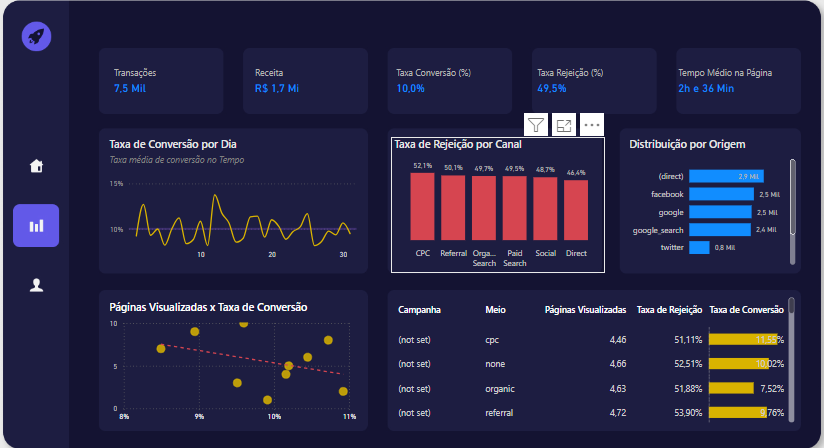 Transações
7,5 Mil
Receita
R$ 1,7 Mi
Taxa Conversão (%)
10,0%
Taxa Rejeição (%)
49,5%
Tempo Médio na Página
2h e 36 Min
Taxa de Conversão por Dia
Taxa média de conversão no Tempo
15%
10%
10
20
30
Taxa de Rejeição por Canal
52,1%
50,1%
49,7%
49,5%
48,7%
46,4%
CPC
Referral
Orga...
Search
Paid
Search
Social
Direct
Distribuição por Origem
(direct)
2,9 Mil
facebook
2,5 Mil
google
2,5 Mil
google_search
2,4 Mil
twitter
0,8 Mil
Páginas Visualizadas x Taxa de Conversão
10
5
0
8%
9%
10%
11%
Campanha Meio Páginas Visualizadas Taxa de Rejeição Taxa de Conversão
(not set) cpc 4,46 51,11% 11,55%
(not set) none 4,66 52,51% 10,02%
(not set) organic 4,63 51,88% 7,52%
(not set) referral 4,72 53,90% 9,76%